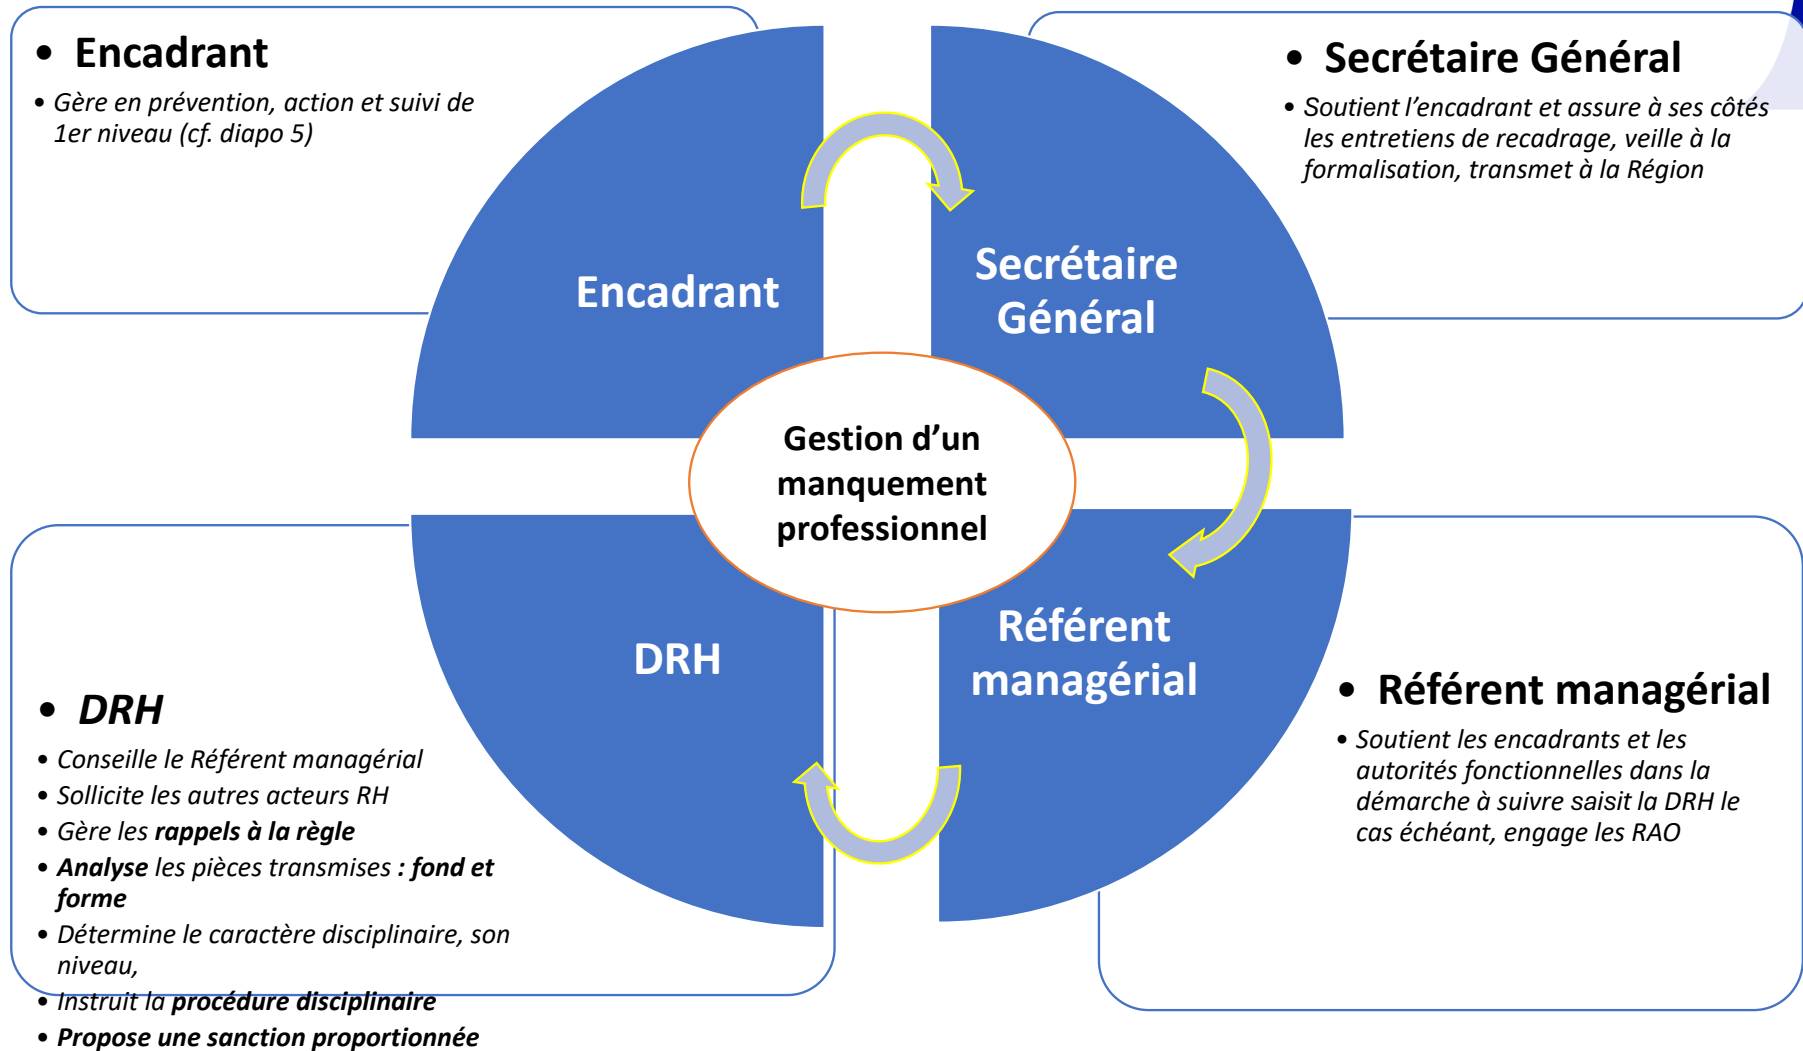 • Encadrant
• Gère en prévention, action et suivi de
1er niveau (cf. diapo 5)
• Secrétaire Général
• Soutient l’encadrant et assure à ses côtés
les entretiens de recadrage, veille à la
formalisation, transmet à la Région
Encadrant
Secrétaire
Général
Gestion d’un
manquement
professionnel
DRH
Référent
managérial
• DRH
• Conseille le Référent managérial
• Sollicite les autres acteurs RH
• Gère les rappels à la règle
• Analyse les pièces transmises : fond et
forme
• Détermine le caractère disciplinaire, son
niveau,
• Instruit la procédure disciplinaire
• Propose une sanction proportionnée
• Référent managérial
• Soutient les encadrants et les
autorités fonctionnelles dans la
démarche à suivre saisit la DRH le
cas échéant, engage les RAO